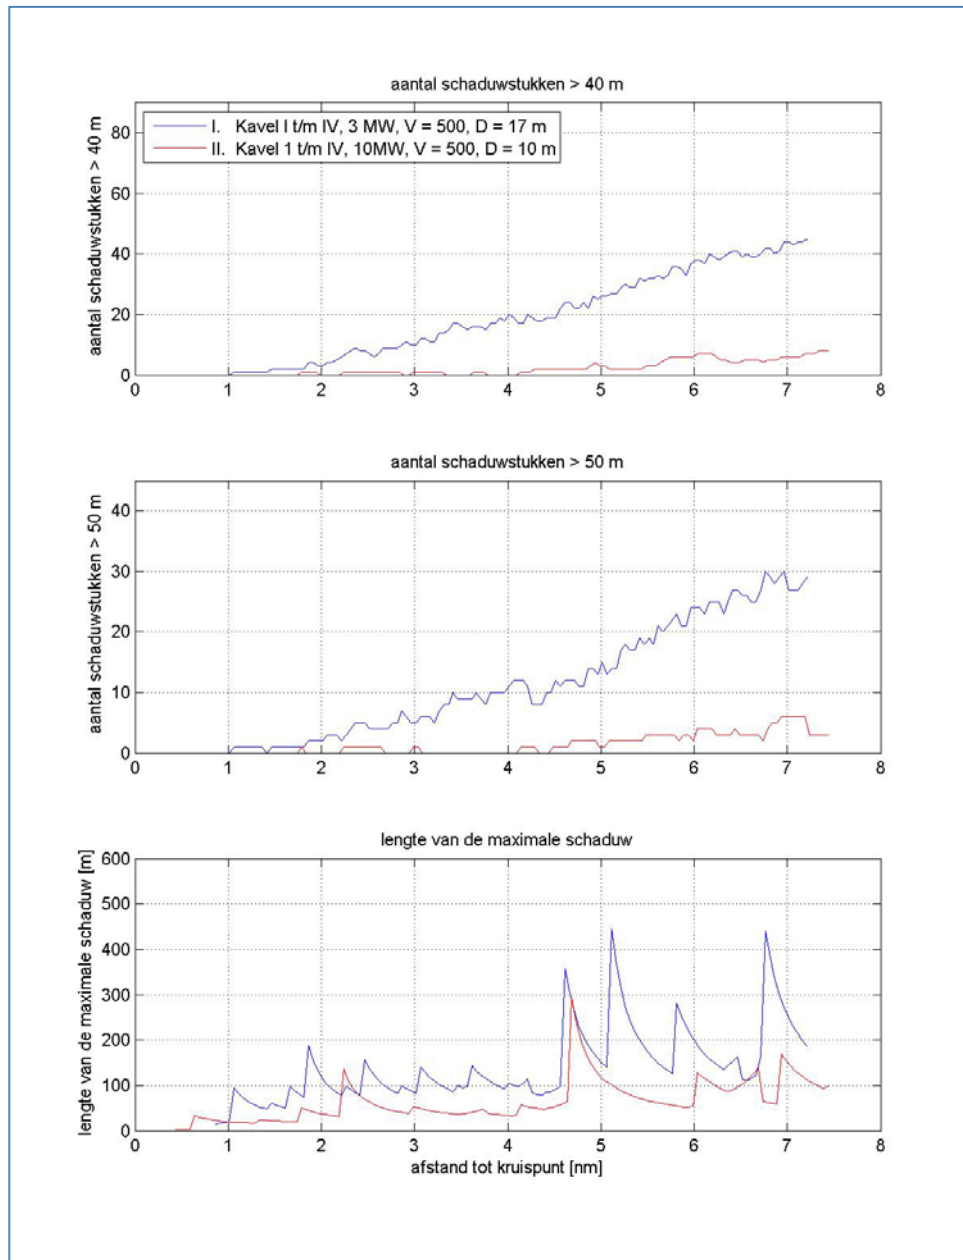 aantal schaduwstukken > 40 m
aantal schaduwstukken > 40 m
80
60
40
20
0
I. Kavel I t/m IV, 3 MW, V = 500, D = 17 m
II. Kavel 1 t/m IV, 10MW, V = 500, D = 10 m
0 1 2 3 4 5 6 7 8
aantal schaduwstukken > 50 m
aantal schaduwstukken > 50 m
40
30
20
10
0
0 1 2 3 4 5 6 7 8
lengte van de maximale schaduw
lengte van de maximale schaduw [m]
600
500
400
300
200
100
0
0 1 2 3 4 5 6 7 8
afstand tot kruispunt [nm]